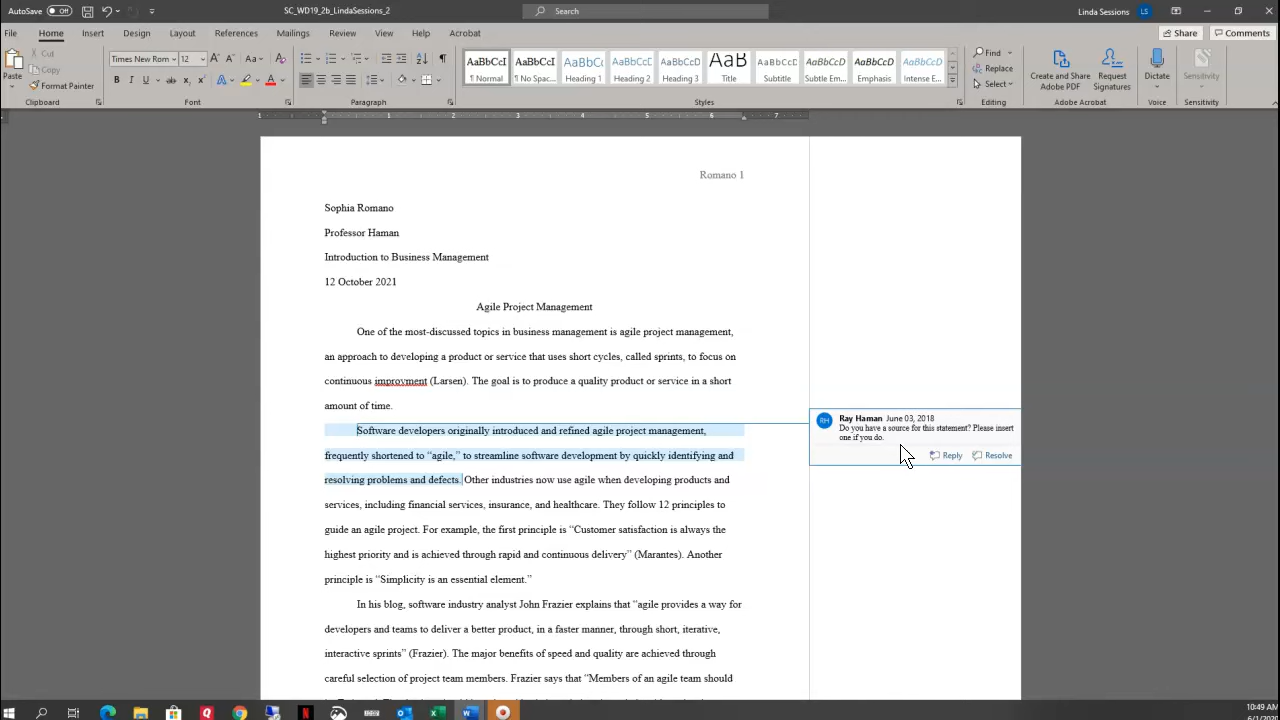 AutoSave Off SC_WD19_2b_LindaSessions_2 Search Linda Sessions LS
File Home Insert Design Layout References Mailings Review View Help Acrobat Share Comments
Paste Cut Copy Format Painter
Clipboard
Times New Rom 12
Font
Paragraph
AaBbCcI AaBbCcI AaBbC AaBbCcI AaBbCcD AaB AaBbCcD AaBbCcD AaBbCcI AaBbCcI
¶ Normal ¶ No Spac... Heading 1 Heading 2 Heading 3 Title Subtitle Subtle Em... Emphasis Intense E...
Styles
Find
Replace
Select
Editing
Create and Share Adobe PDF
Request Signatures
Adobe Acrobat
Dictate
Voice
Sensitivity
Sensitivity
1 1 2 3 4 5 6 7
Romano 1
Sophia Romano
Professor Haman
Introduction to Business Management
12 October 2021
Agile Project Management
One of the most-discussed topics in business management is agile project management,
an approach to developing a product or service that uses short cycles, called sprints, to focus on
continuous improvment (Larsen). The goal is to produce a quality product or service in a short
amount of time.
Software developers originally introduced and refined agile project management,
frequently shortened to “agile,” to streamline software development by quickly identifying and
resolving problems and defects. Other industries now use agile when developing products and
services, including financial services, insurance, and healthcare. They follow 12 principles to
guide an agile project. For example, the first principle is “Customer satisfaction is always the
highest priority and is achieved through rapid and continuous delivery” (Marantes). Another
principle is “Simplicity is an essential element.”
In his blog, software industry analyst John Frazier explains that “agile provides a way for
developers and teams to deliver a better product, in a faster manner, through short, iterative,
interactive sprints” (Frazier). The major benefits of speed and quality are achieved through
careful selection of project team members. Frazier says that “Members of an agile team should
RH Ray Haman June 03, 2018
Do you have a source for this statement? Please insert
one if you do.
Reply Resolve
10:49 AM